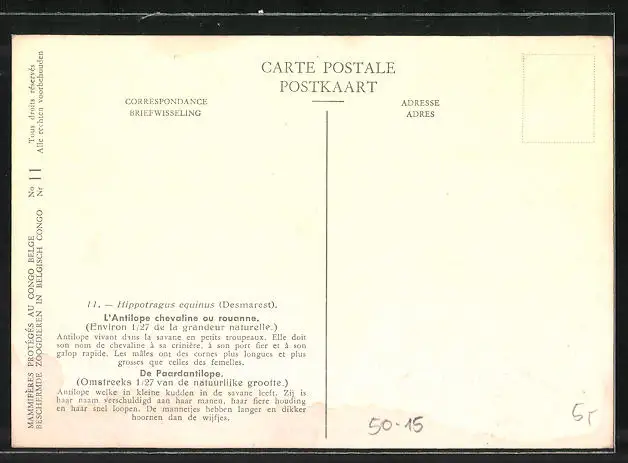 CARTE POSTALE
POSTKAART
CORRESPONDANCE
BRIEFWISSELING
ADRESSE
ADRES
MAMMIFÈRES PROTÉGÉS AU CONGO BELGE No 11 Tous droits réservés
BESCHERMDE ZOOGDIEREN IN BELGISCH CONGO Nr Alle rechten voorbehouden
11. — Hippotragus equinus (Desmarest).
L'Antilope chevaline ou rouanne.
(Environ 1/27 de la grandeur naturelle.)
Antilope vivant dans la savane en petits troupeaux. Elle doit
son nom de chevaline à sa crinière, à son port fier et à son
galop rapide. Les mâles ont des cornes plus longues et plus
grosses que celles des femelles.
De Paardantilope.
(Omstreeks 1/27 van de natuurlijke grootte.)
Antilope welke in kleine kudden in de savane leeft. Zij is
haar naam verschuldigd aan haar manen, haar fiere houding
en haar snel loopen. De mannetjes hebben langer en dikker
hoornen dan de wijfjes.
50-15